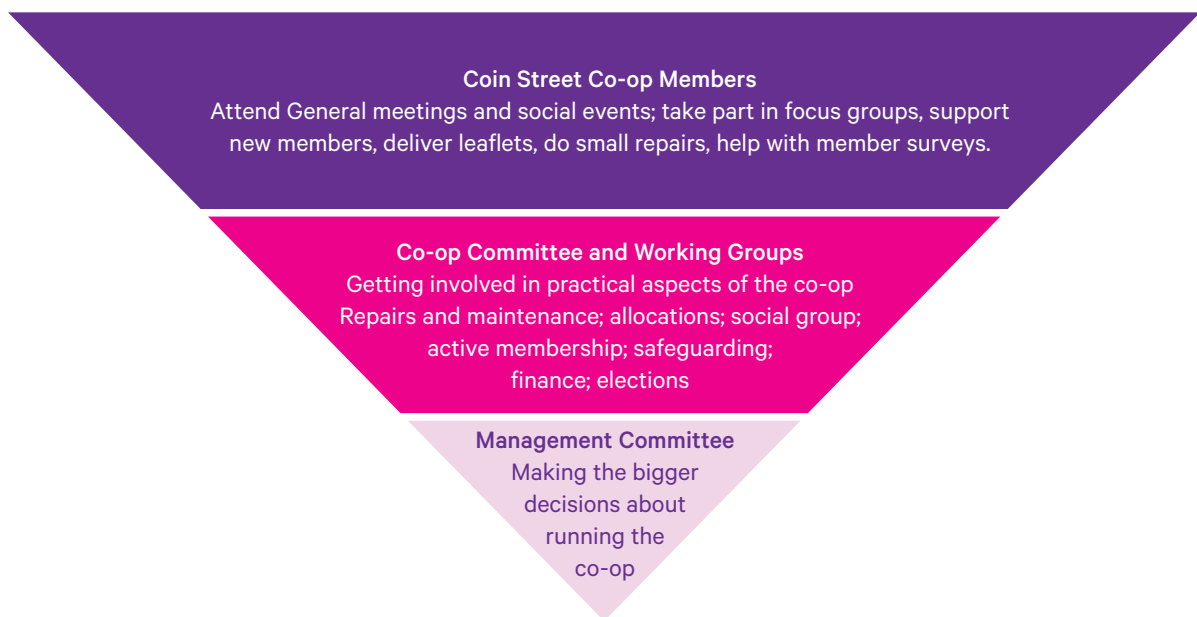 Coin Street Co-op Members
Attend General meetings and social events; take part in focus groups, support
new members, deliver leaflets, do small repairs, help with member surveys.
Co-op Committee and Working Groups
Getting involved in practical aspects of the co-op
Repairs and maintenance; allocations; social group;
active membership; safeguarding;
finance; elections
Management Committee
Making the bigger
decisions about
running the
co-op